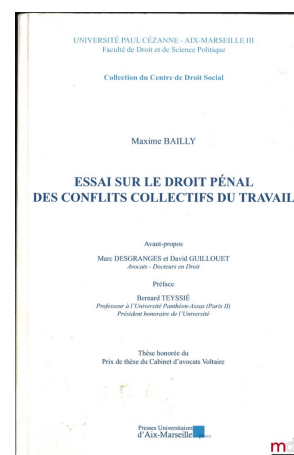 UNIVERSITÉ PAUL CÉZANNE - AIX-MARSEILLE III
Faculté de Droit et de Science Politique
Collection du Centre de Droit Social
Maxime BAILLY
ESSAI SUR LE DROIT PÉNAL
DES CONFLITS COLLECTIFS DU TRAVAIL
Avant-propos
Marc DESGRANGES et David GUILLOUET
Avocats - Docteurs en Droit
Préface
Bernard TEYSSIÉ
Professeur à l'Université Panthéon-Assas (Paris II)
Président honoraire de l'Université
Thèse honorée du
Prix de thèse du Cabinet d'avocats Voltaire
Presses Universitaires
d'Aix-Marseille